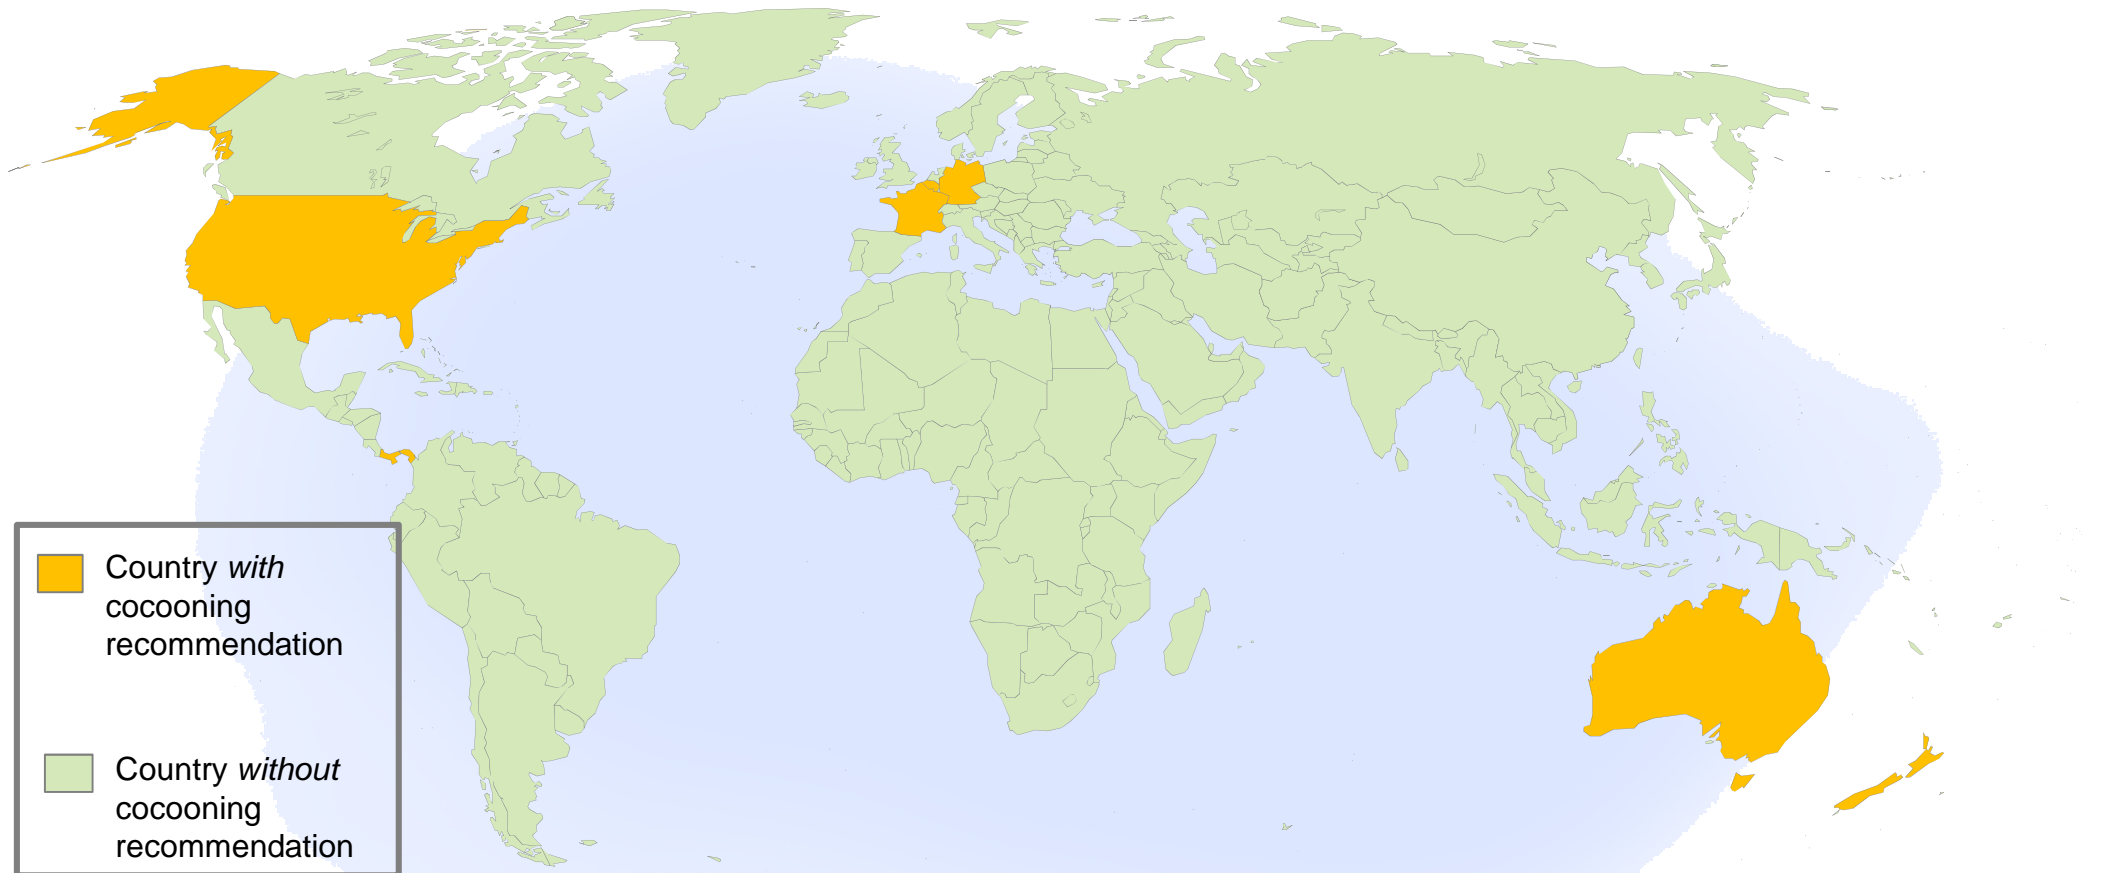 Country with
cocooning
recommendation
Country without
cocooning
recommendation